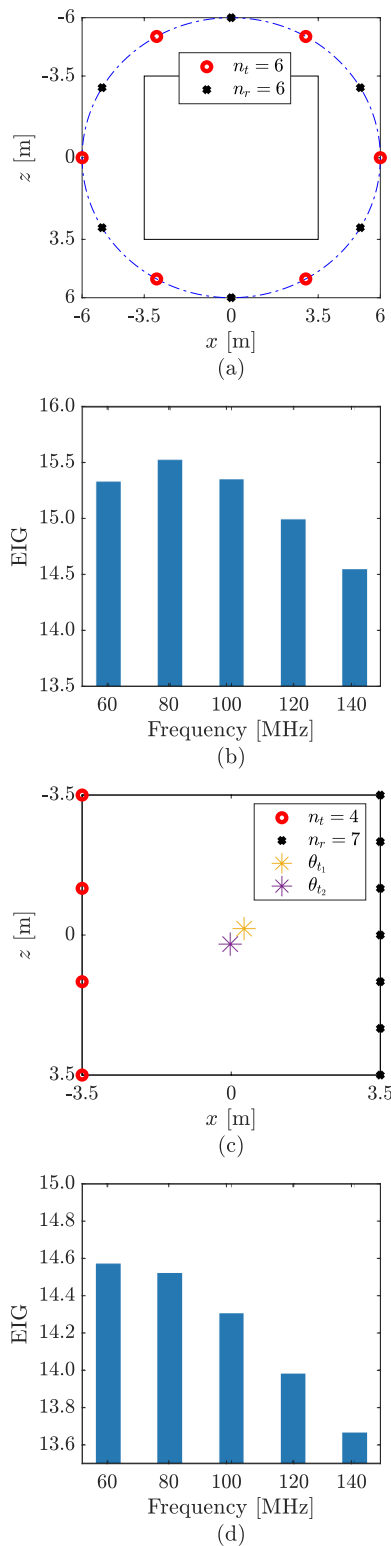 -6
-3.5
0
3.5
6
z [m]
n_t = 6
n_r = 6
-6 -3.5 0 3.5 6
x [m]
(a)
16.0
15.5
15.0
14.5
14.0
13.5
EIG
60 80 100 120 140
Frequency [MHz]
(b)
-3.5
0
3.5
z [m]
n_t = 4
n_r = 7
θ_{t_1}
θ_{t_2}
-3.5 0 3.5
x [m]
(c)
15.0
14.8
14.6
14.4
14.2
14.0
13.8
13.6
EIG
60 80 100 120 140
Frequency [MHz]
(d)